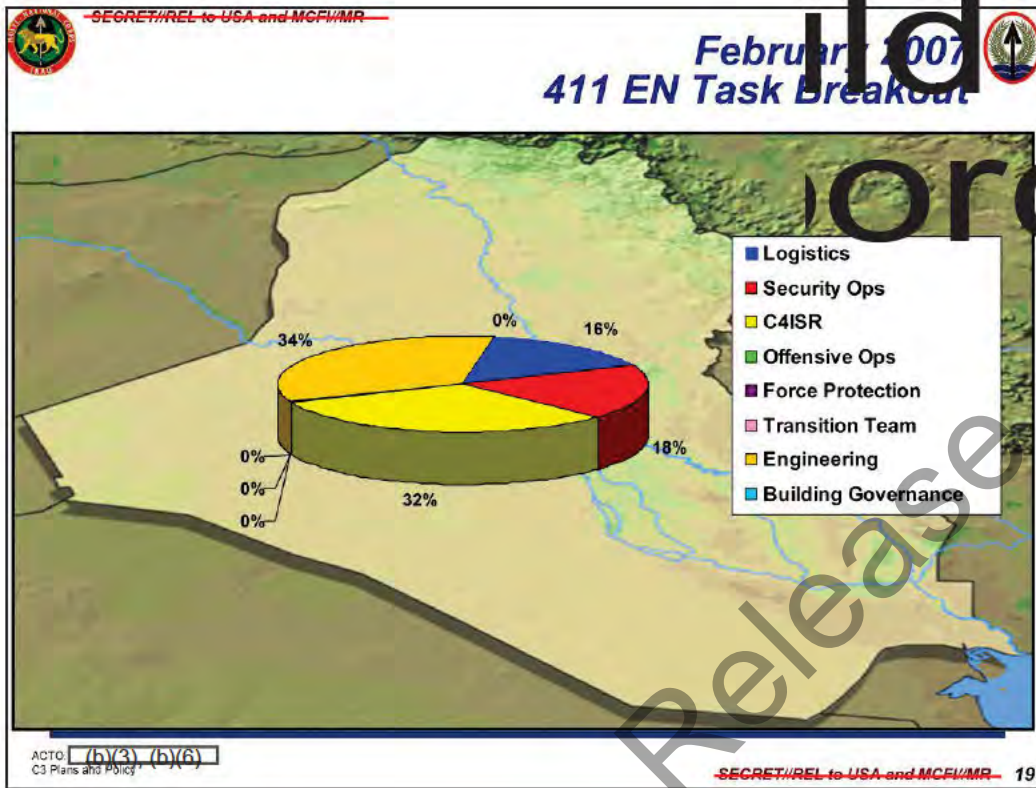 SECRET//REL to USA and MCFI//MR
February 2007
411 EN Task Breakout
Logistics
Security Ops
C4ISR
Offensive Ops
Force Protection
Transition Team
Engineering
Building Governance
0%
16%
34%
18%
0%
0%
0%
32%
Release
ACTO: (b)(3), (b)(6)
C3 Plans and Policy
SECRET//REL to USA and MCFI//MR 19